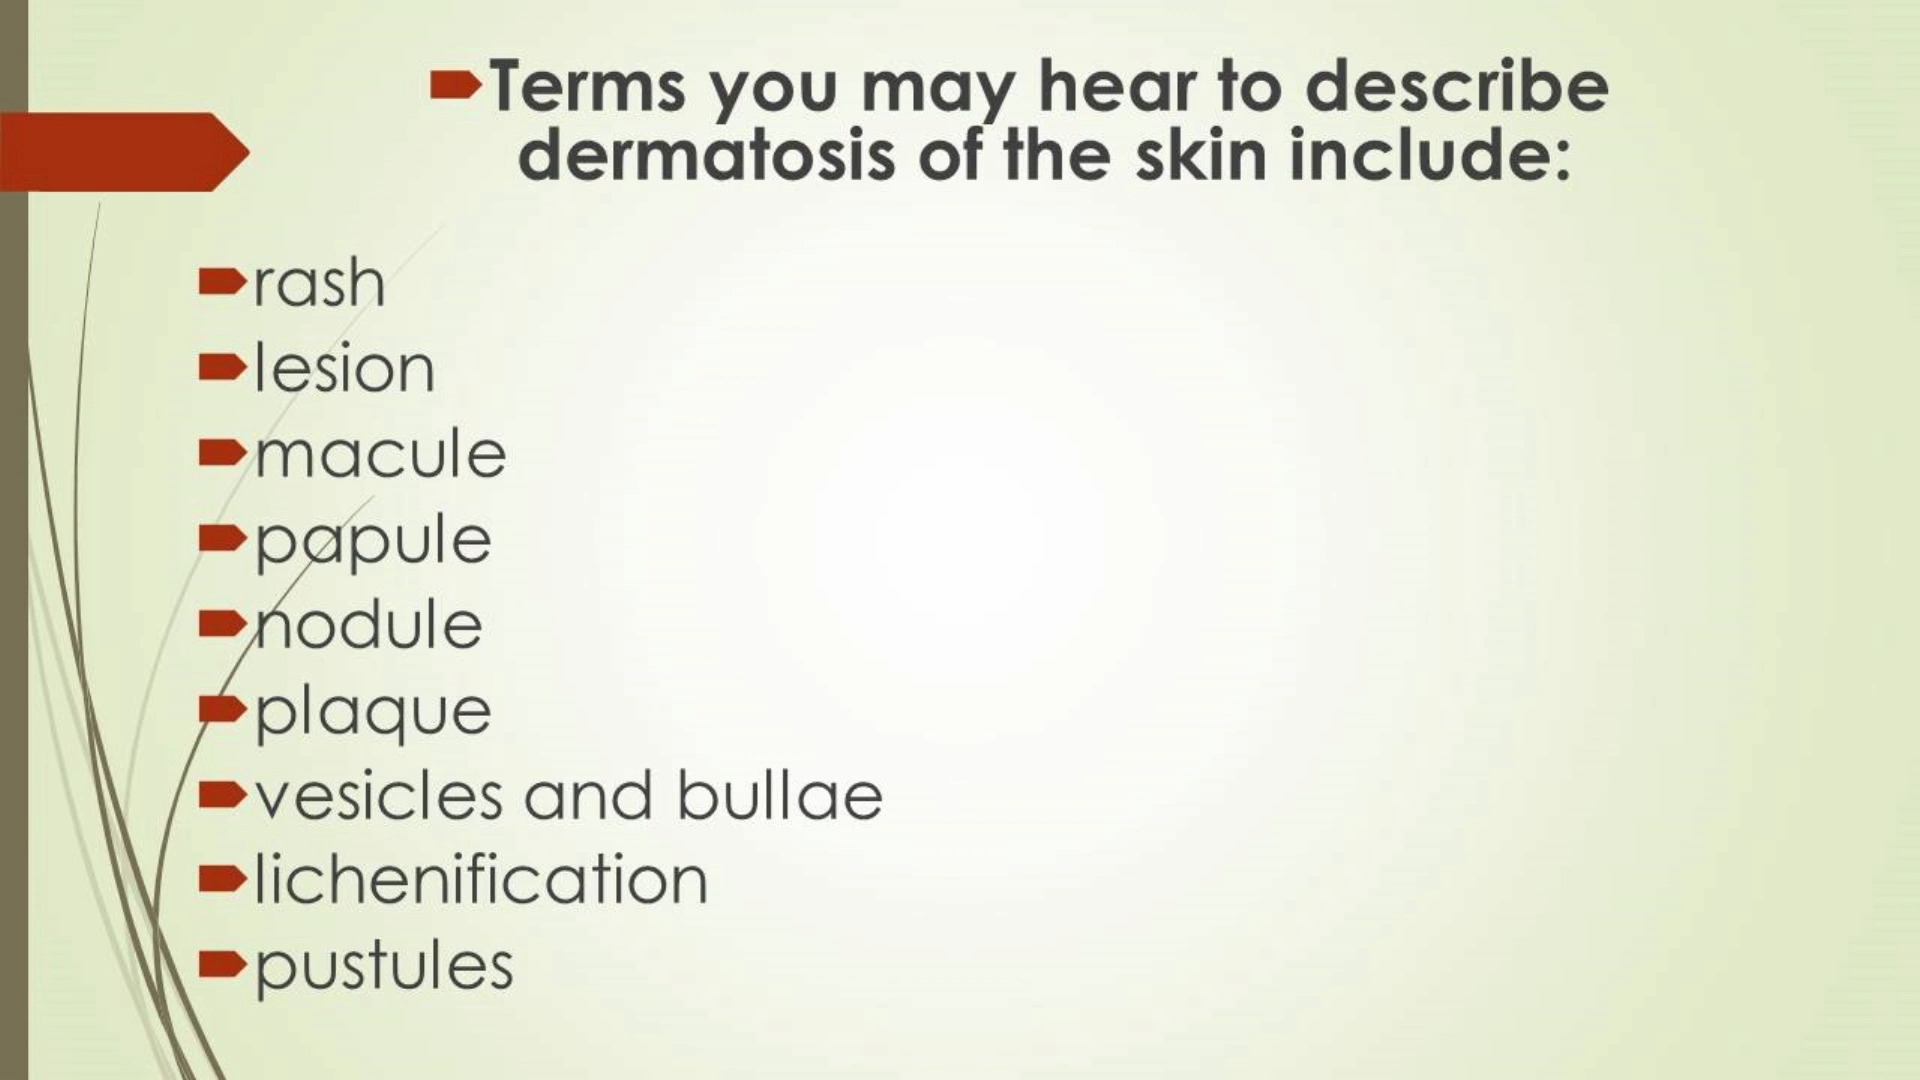 Terms you may hear to describe
dermatosis of the skin include:
rash
lesion
macule
papule
nodule
plaque
vesicles and bullae
lichenification
pustules